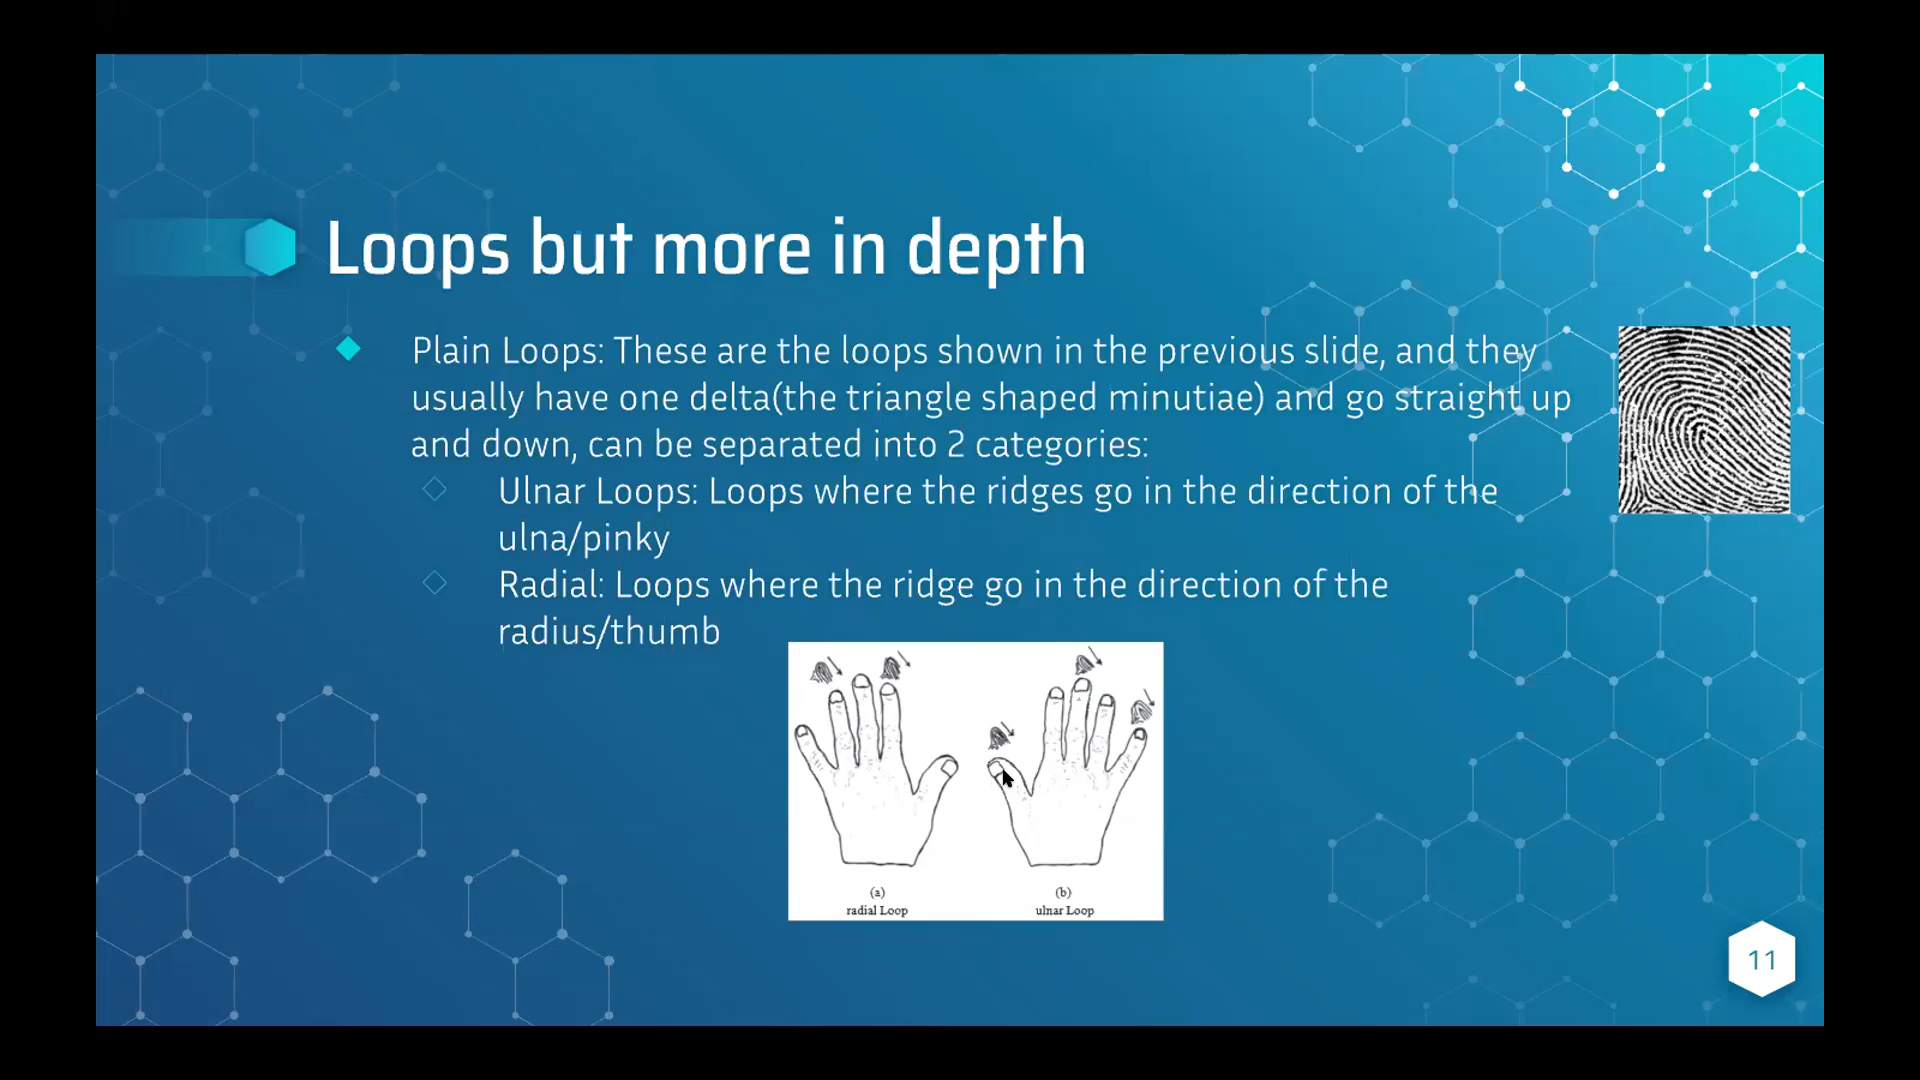 Loops but more in depth
Plain Loops: These are the loops shown in the previous slide, and they
usually have one delta(the triangle shaped minutiae) and go straight up
and down, can be separated into 2 categories:
Ulnar Loops: Loops where the ridges go in the direction of the
ulna/pinky
Radial: Loops where the ridge go in the direction of the
radius/thumb
(a)
radial Loop
(b)
ulnar Loop
11